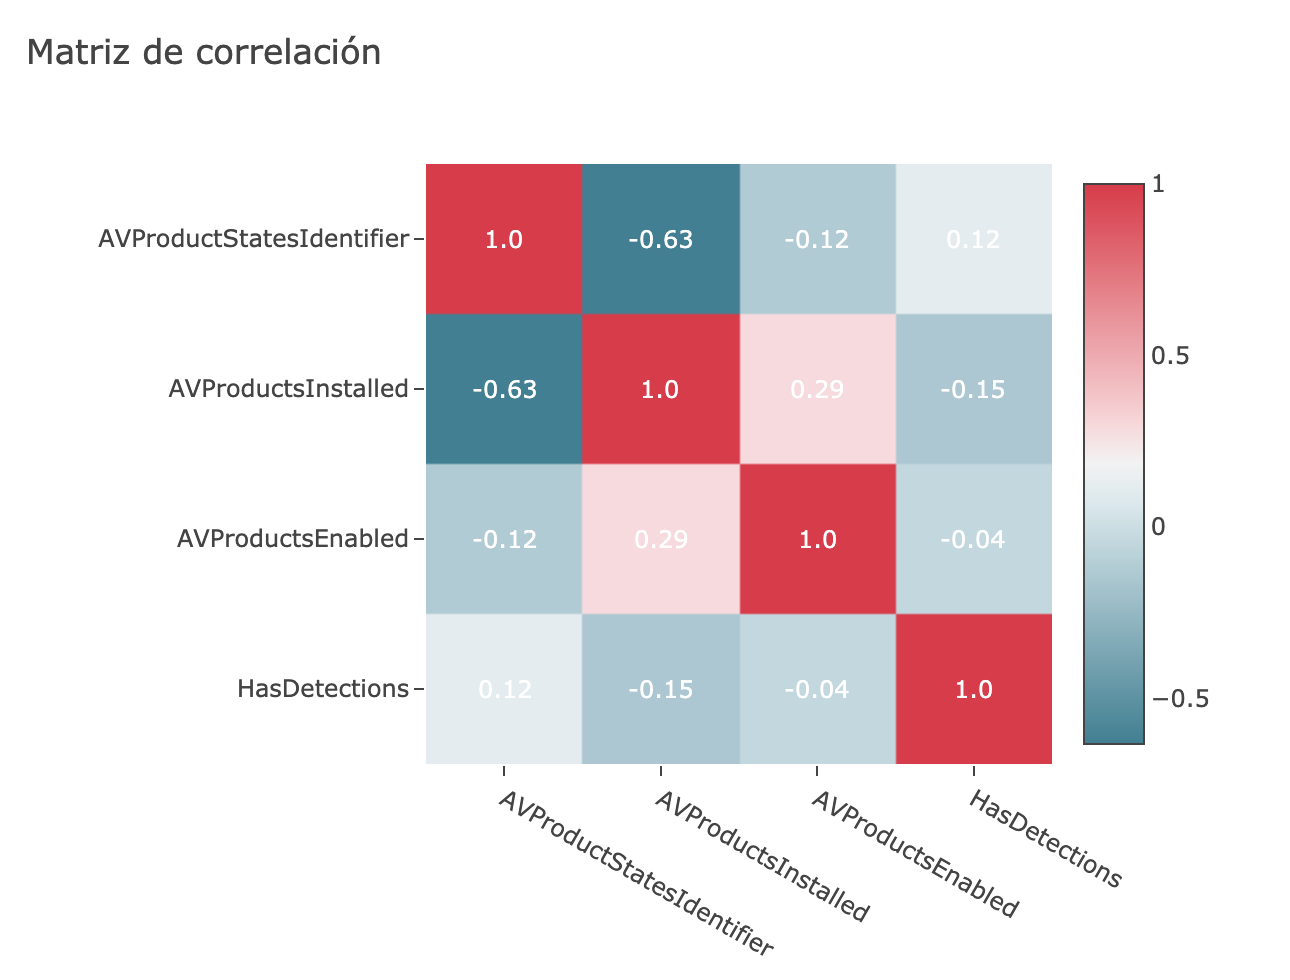 Matriz de correlación
AVProductStatesIdentifier 1.0 -0.63 -0.12 0.12
AVProductsInstalled -0.63 1.0 0.29 -0.15
AVProductsEnabled -0.12 0.29 1.0 -0.04
HasDetections 0.12 -0.15 -0.04 1.0
AVProductStatesIdentifier
AVProductsInstalled
AVProductsEnabled
HasDetections
1
0.5
0
−0.5